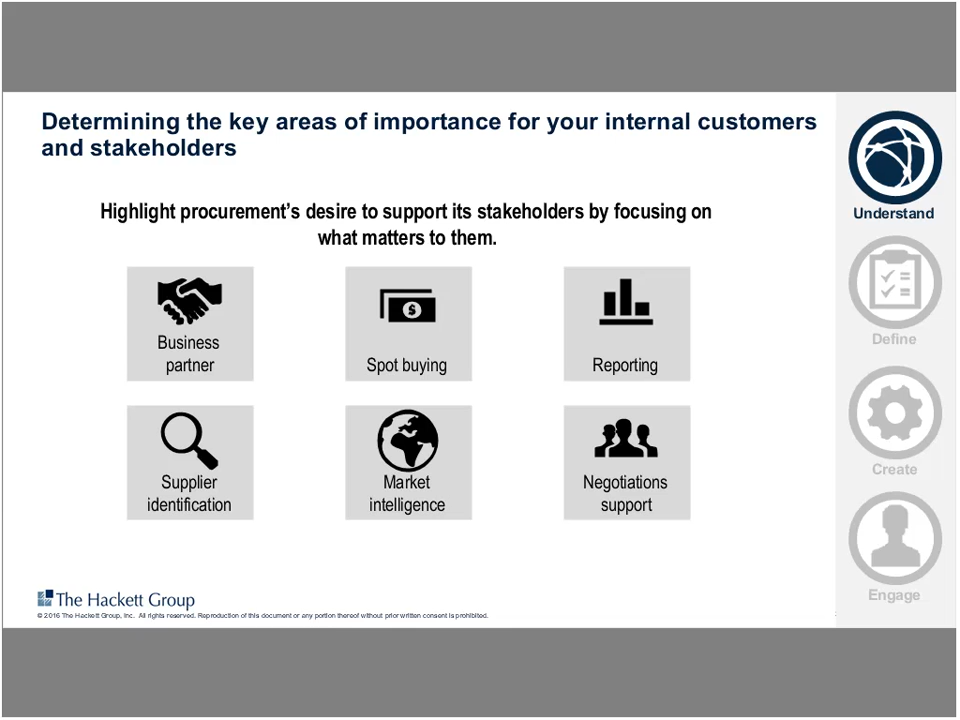 Determining the key areas of importance for your internal customers
and stakeholders
Highlight procurement’s desire to support its stakeholders by focusing on
what matters to them.
Business
partner
Spot buying
Reporting
Supplier
identification
Market
intelligence
Negotiations
support
Understand
Define
Create
Engage
The Hackett Group
© 2016 The Hackett Group, Inc. All rights reserved. Reproduction of this document or any portion thereof without prior written consent is prohibited.